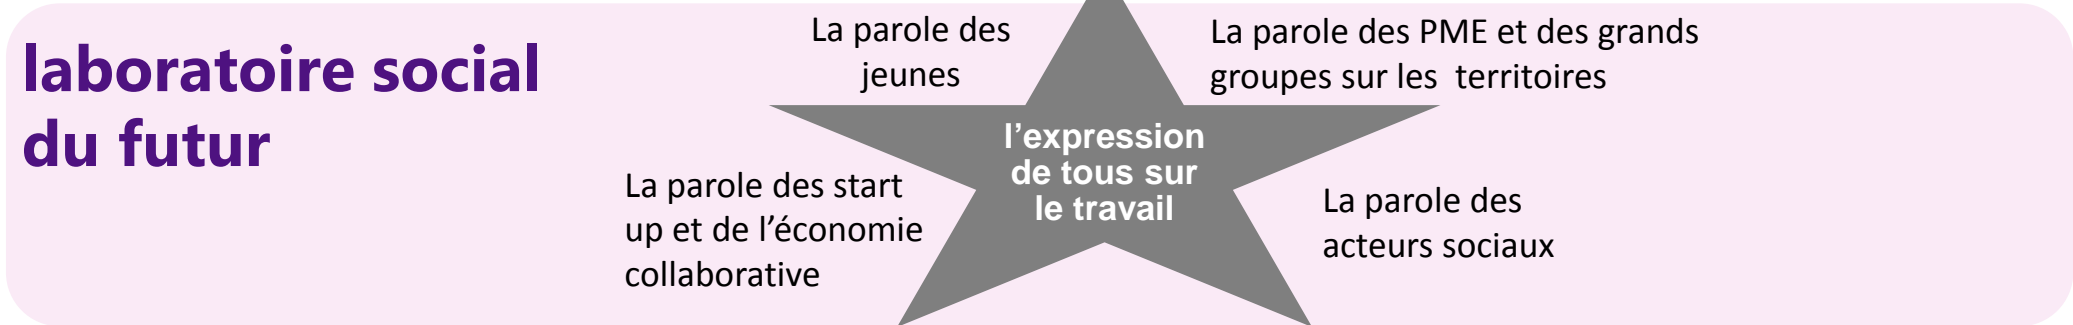 laboratoire social
du futur
La parole des
jeunes
La parole des PME et des grands
groupes sur les  territoires
l’expression
de tous sur
le travail
La parole des start
up et de l’économie
collaborative
La parole des
acteurs sociaux